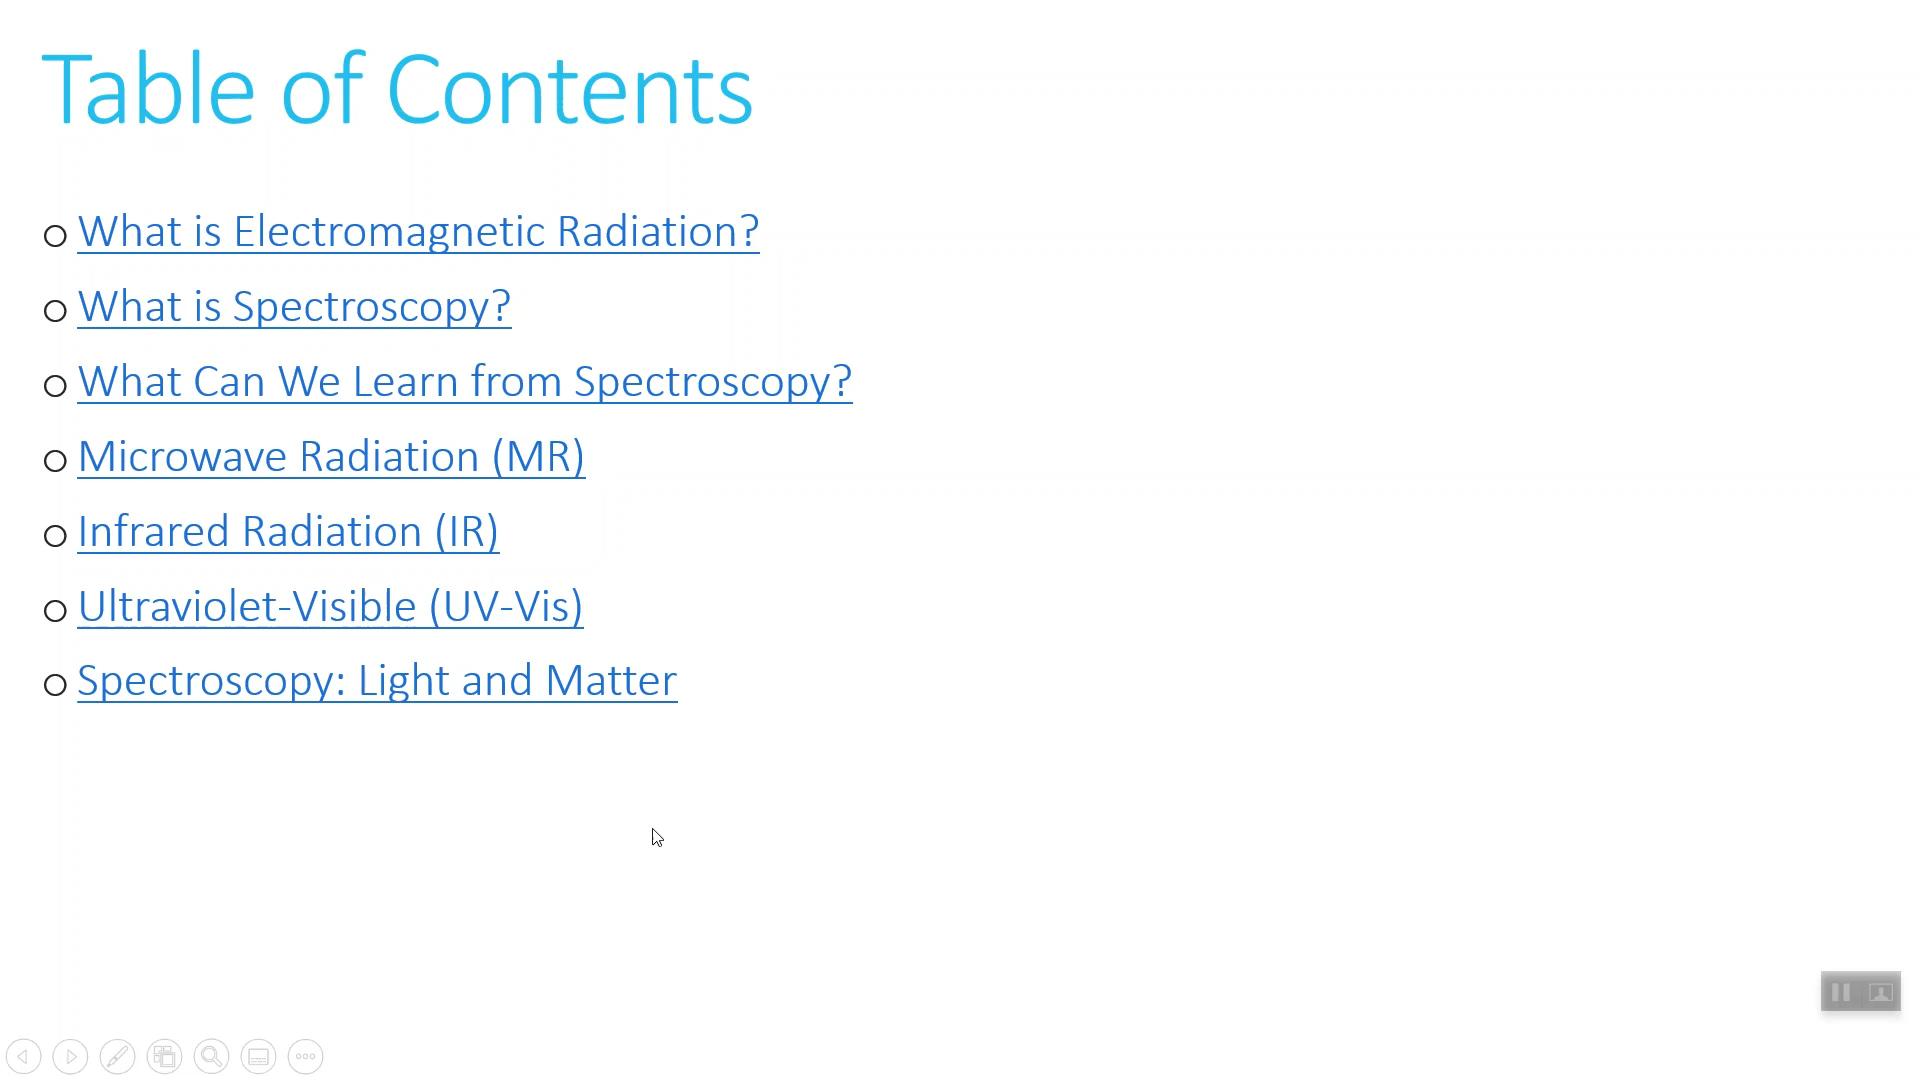 Table of Contents
What is Electromagnetic Radiation?
What is Spectroscopy?
What Can We Learn from Spectroscopy?
Microwave Radiation (MR)
Infrared Radiation (IR)
Ultraviolet-Visible (UV-Vis)
Spectroscopy: Light and Matter